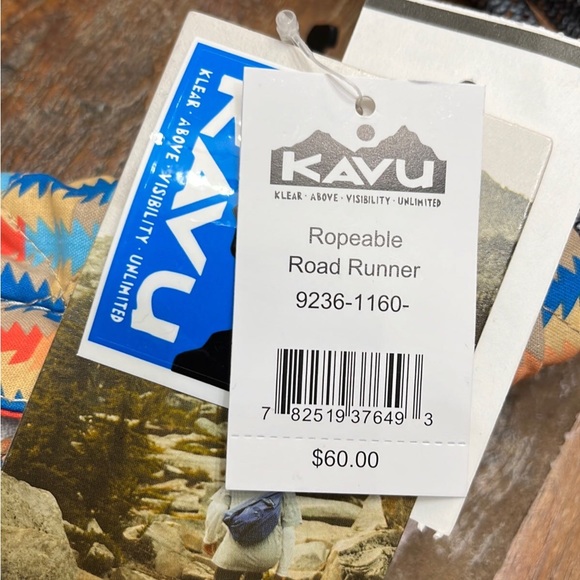 KAVU
KLEAR · ABOVE · VISIBILITY · UNLIMITED
KAVU
KLEAR · ABOVE · VISIBILITY · UNLIMITED
Ropeable
Road Runner
9236-1160-
7 82519 37649 3
$60.00